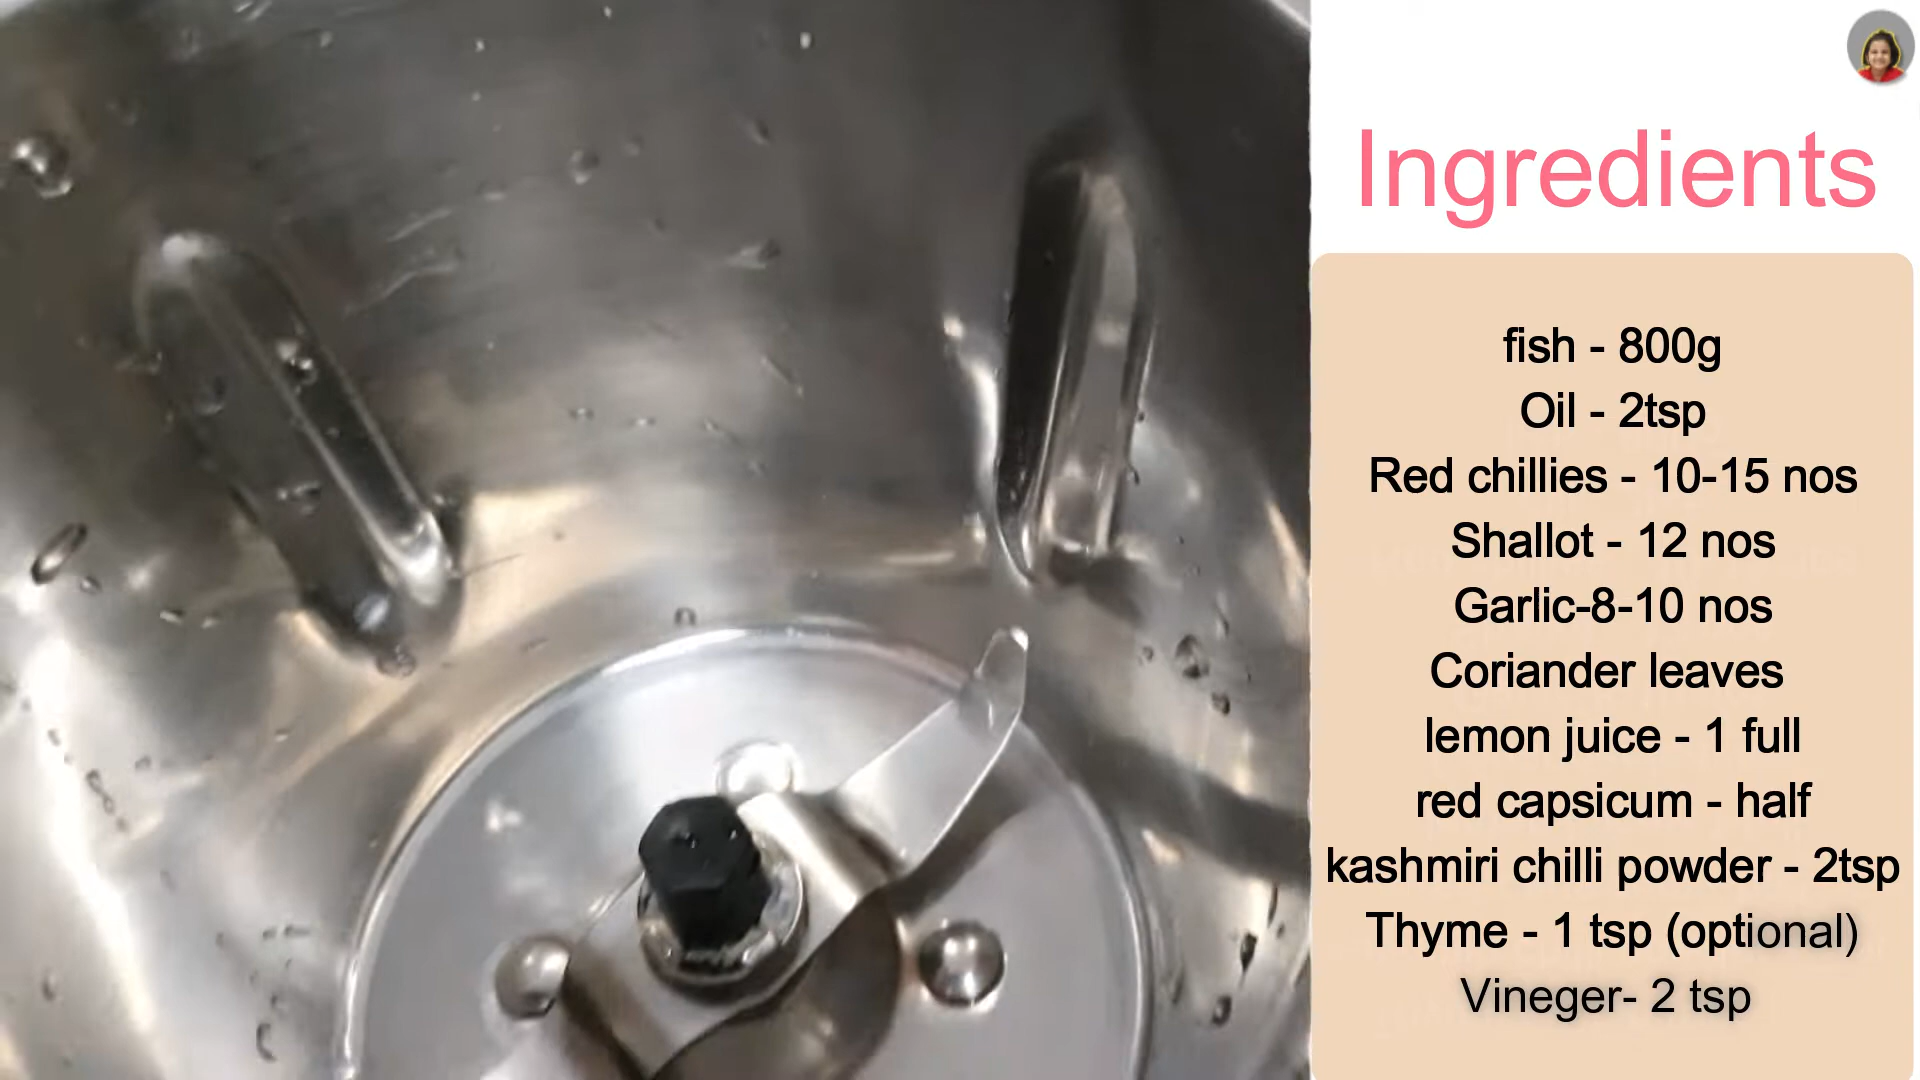 Ingredients
fish - 800g
Oil - 2tsp
Red chillies - 10-15 nos
Shallot - 12 nos
Garlic-8-10 nos
Coriander leaves
lemon juice - 1 full
red capsicum - half
kashmiri chilli powder - 2tsp
Thyme - 1 tsp (optional)
Vineger- 2 tsp